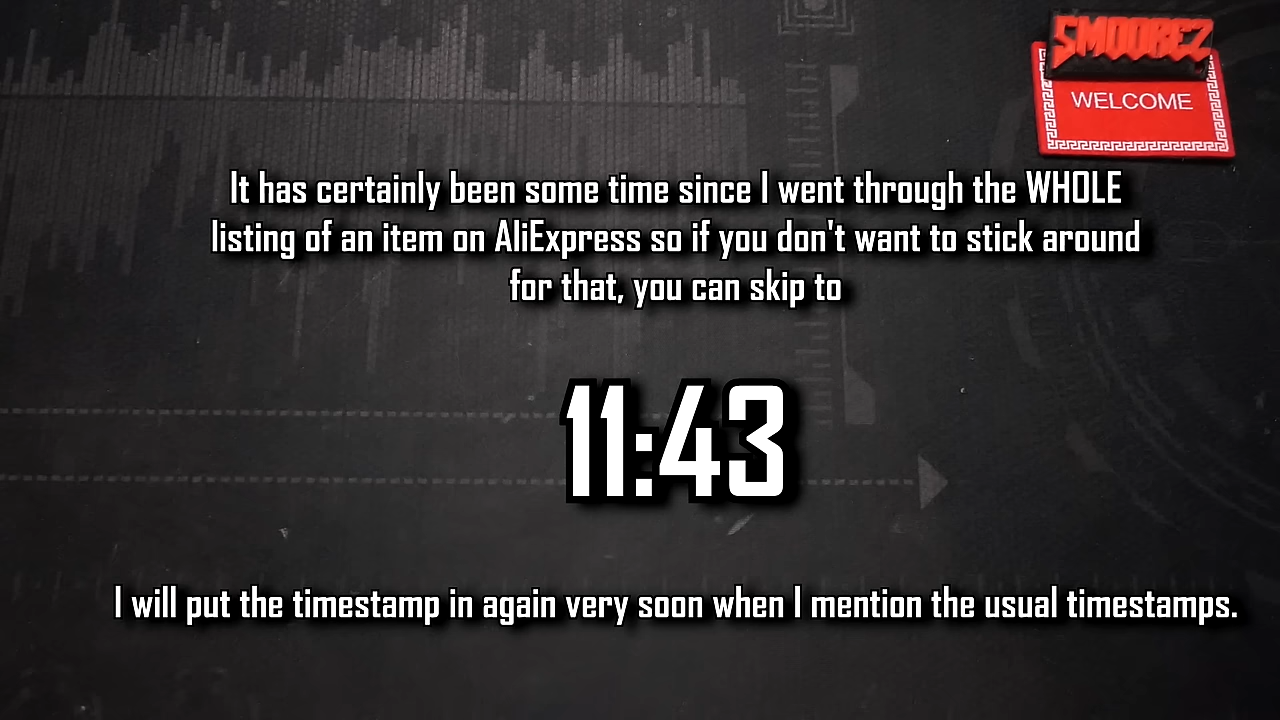 SMOOREZ
WELCOME
It has certainly been some time since I went through the WHOLE
listing of an item on AliExpress so if you don't want to stick around
for that, you can skip to
11:43
I will put the timestamp in again very soon when I mention the usual timestamps.